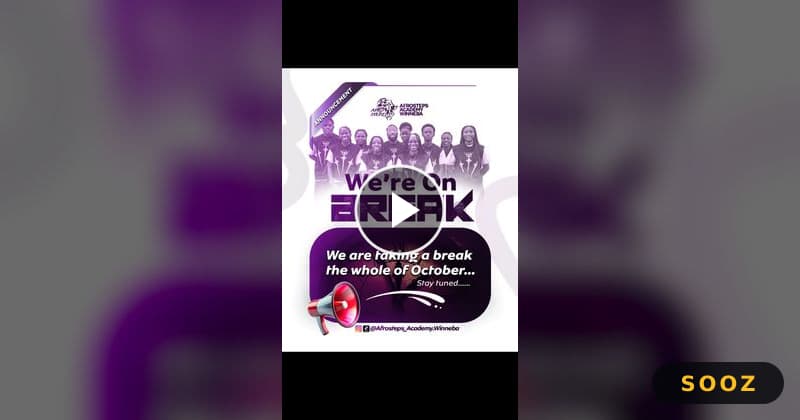 ANNOUNCEMENT
AFROSTEPS
ACADEMY
WINNEBA
We're On
BREAK
We are taking a break
the whole of October...
Stay tuned......
@Afrosteps_Academy.Winneba
SOOZ